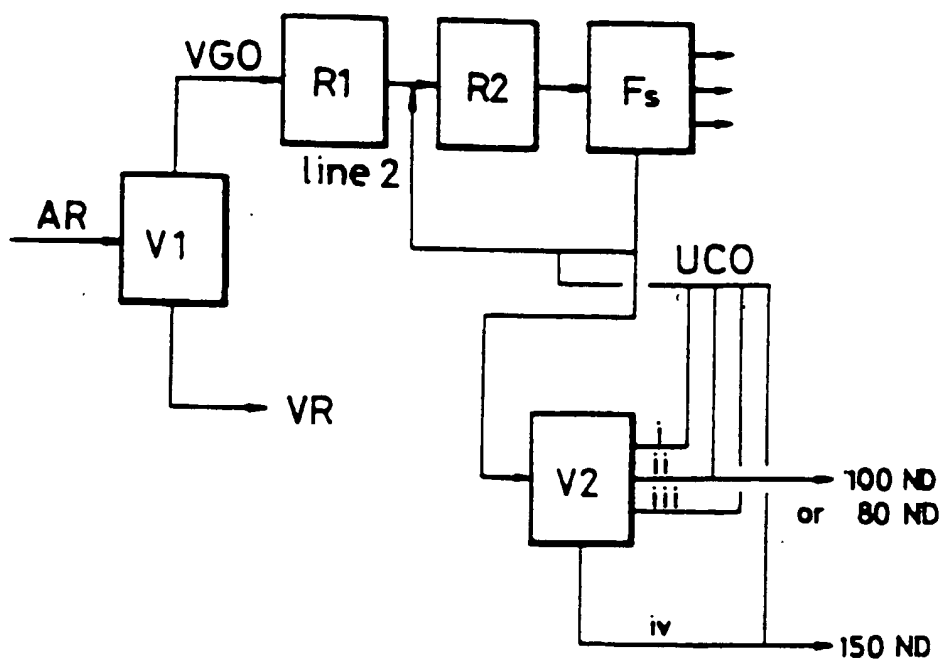 VGO
R1
R2
Fs
line 2
AR
V1
UCO
VR
i
ii
V2
iii
100 ND
or 80 ND
iv
150 ND